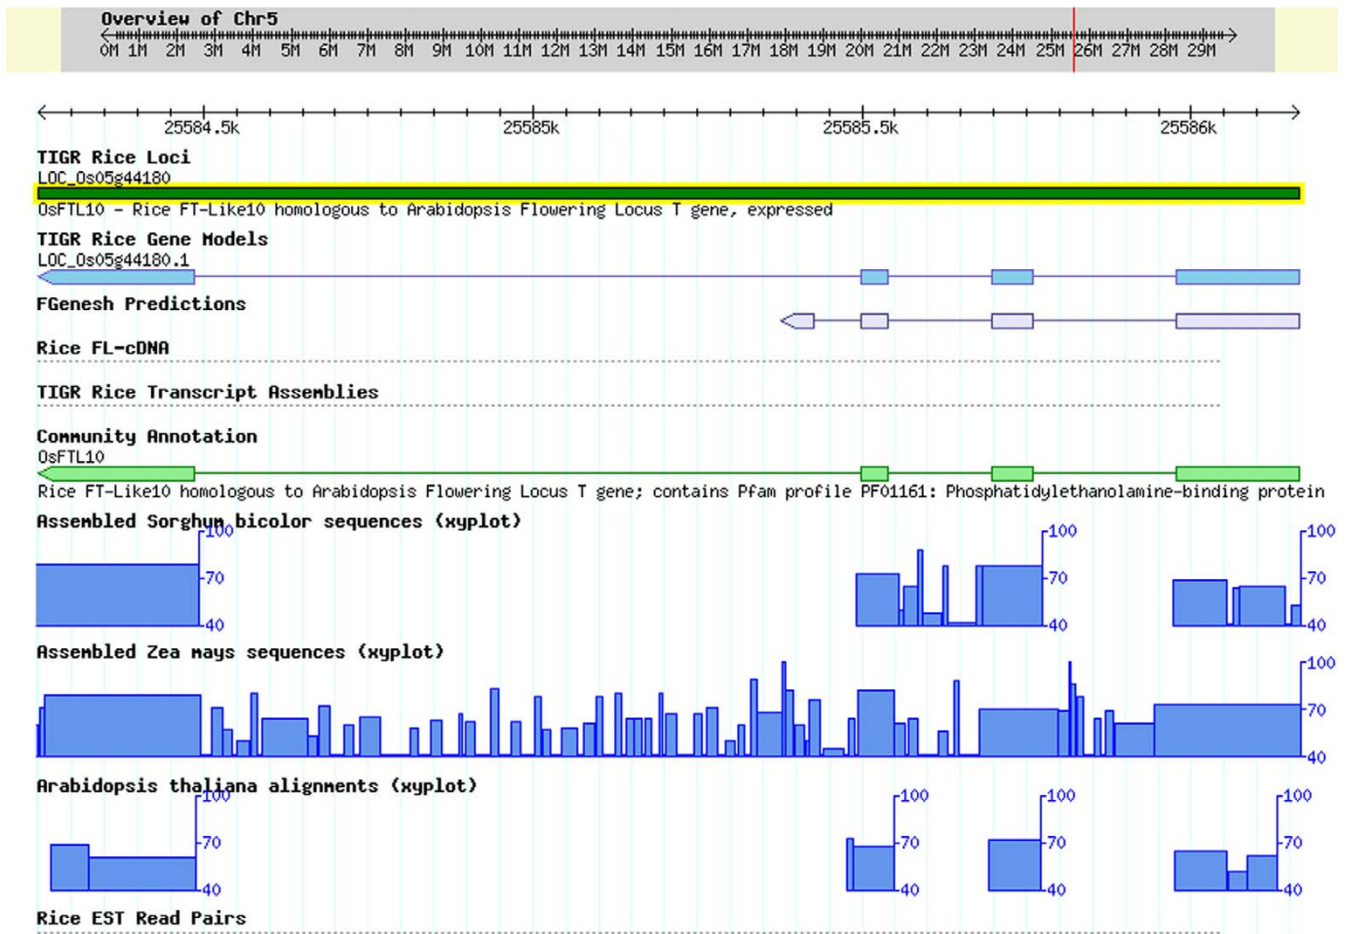 Overview of Chr5
0M 1M 2M 3M 4M 5M 6M 7M 8M 9M 10M 11M 12M 13M 14M 15M 16M 17M 18M 19M 20M 21M 22M 23M 24M 25M 26M 27M 28M 29M
25584.5k 25585k 25585.5k 25586k
TIGR Rice Loci
LOC_Os05g44180
OsFTL10 - Rice FT-Like10 homologous to Arabidopsis Flowering Locus T gene, expressed
TIGR Rice Gene Models
LOC_Os05g44180.1
FGenesh Predictions
Rice FL-cDNA
TIGR Rice Transcript Assemblies
Community Annotation
OsFTL10
Rice FT-Like10 homologous to Arabidopsis Flowering Locus T gene; contains Pfam profile PF01161: Phosphatidylethanolamine-binding protein
Assembled Sorghum bicolor sequences (xyplot)
100 100 100
70 70 70
40 40 40
Assembled Zea mays sequences (xyplot)
100
70
40
Arabidopsis thaliana alignments (xyplot)
100 100 100 100
70 70 70 70
40 40 40 40
Rice EST Read Pairs